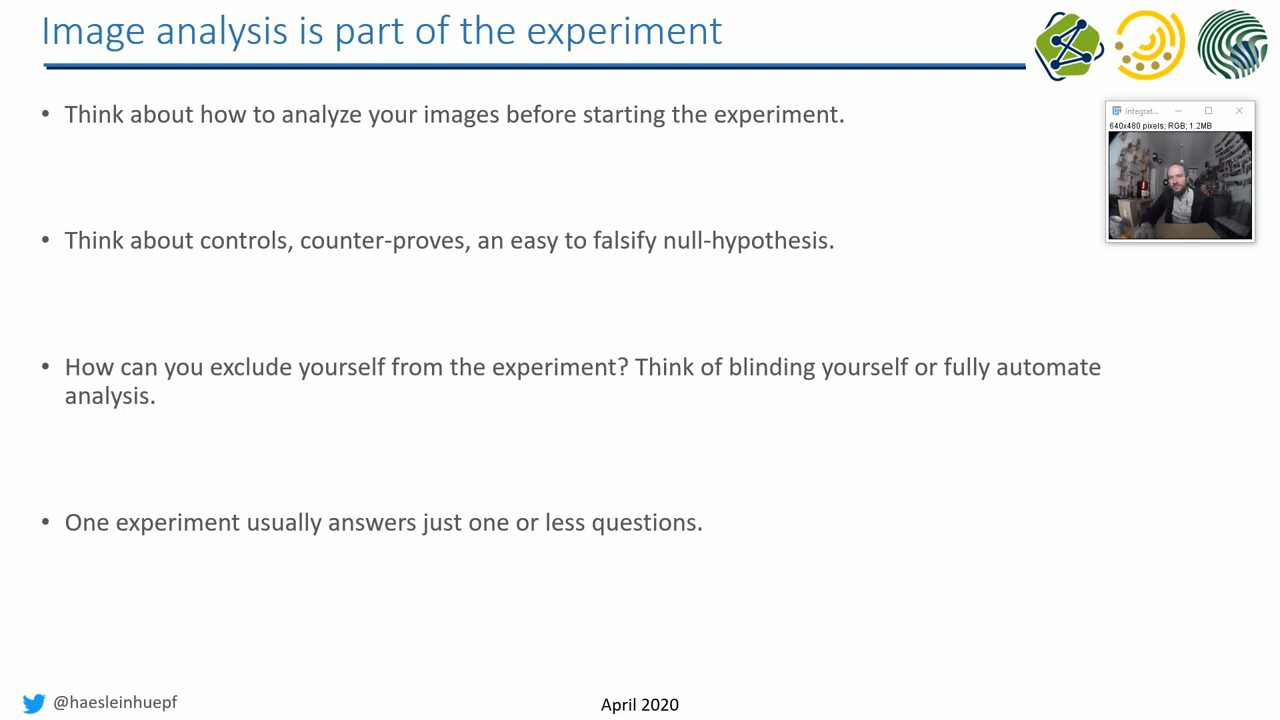 Image analysis is part of the experiment
• Think about how to analyze your images before starting the experiment.
Integrat...
640x480 pixels; RGB; 1.2MB
• Think about controls, counter-proves, an easy to falsify null-hypothesis.
• How can you exclude yourself from the experiment? Think of blinding yourself or fully automate
analysis.
• One experiment usually answers just one or less questions.
@haesleinhuepf
April 2020